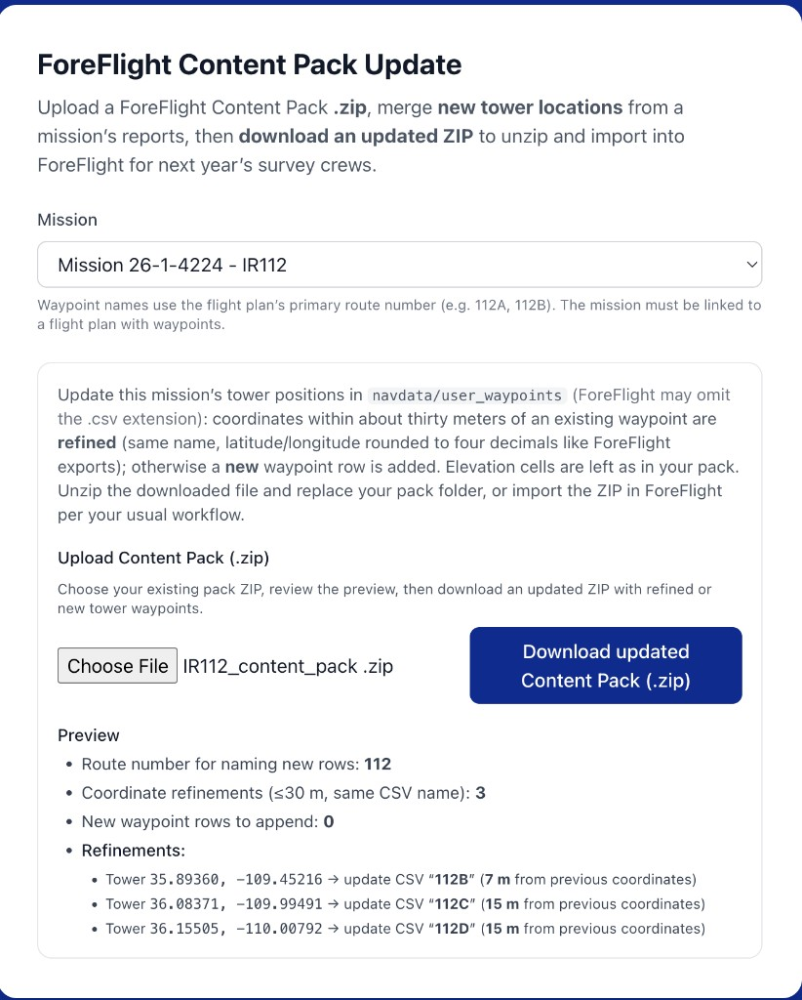 ForeFlight Content Pack Update
Upload a ForeFlight Content Pack .zip, merge new tower locations from a
mission’s reports, then download an updated ZIP to unzip and import into
ForeFlight for next year’s survey crews.
Mission
Mission 26-1-4224 - IR112
Waypoint names use the flight plan’s primary route number (e.g. 112A, 112B). The mission must be linked to
a flight plan with waypoints.
Update this mission’s tower positions in navdata/user_waypoints (ForeFlight may omit
the .csv extension): coordinates within about thirty meters of an existing waypoint are
refined (same name, latitude/longitude rounded to four decimals like ForeFlight
exports); otherwise a new waypoint row is added. Elevation cells are left as in your pack.
Unzip the downloaded file and replace your pack folder, or import the ZIP in ForeFlight
per your usual workflow.
Upload Content Pack (.zip)
Choose your existing pack ZIP, review the preview, then download an updated ZIP with refined or
new tower waypoints.
Choose File IR112_content_pack .zip
Download updated
Content Pack (.zip)
Preview
• Route number for naming new rows: 112
• Coordinate refinements (≤30 m, same CSV name): 3
• New waypoint rows to append: 0
• Refinements:
• Tower 35.89360, −109.45216 → update CSV “112B” (7 m from previous coordinates)
• Tower 36.08371, −109.99491 → update CSV “112C” (15 m from previous coordinates)
• Tower 36.15505, −110.00792 → update CSV “112D” (15 m from previous coordinates)